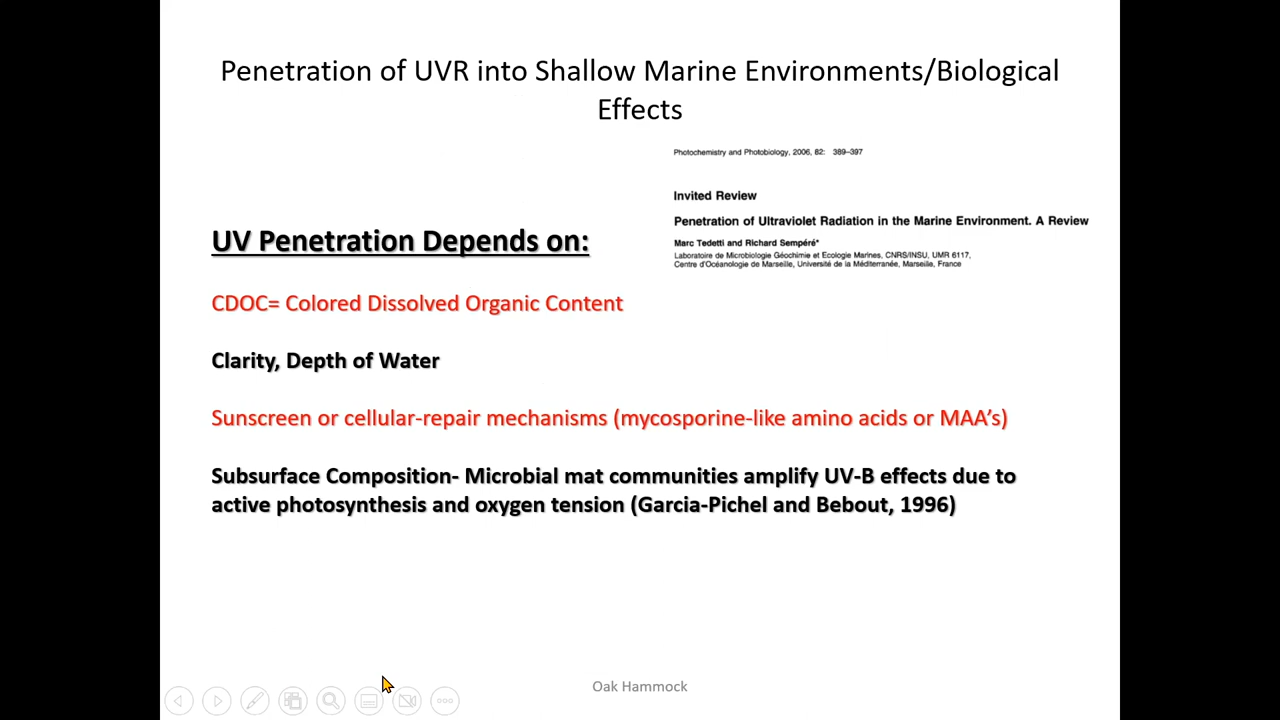 Penetration of UVR into Shallow Marine Environments/Biological
Effects
Photochemistry and Photobiology, 2006, 82: 389–397
Invited Review
Penetration of Ultraviolet Radiation in the Marine Environment. A Review
Marc Tedetti and Richard Sempéré*
Laboratoire de Microbiologie Géochimie et Ecologie Marines, CNRS/INSU, UMR 6117,
Centre d'Océanologie de Marseille, Université de la Méditerranée, Marseille, France
UV Penetration Depends on:
CDOC= Colored Dissolved Organic Content
Clarity, Depth of Water
Sunscreen or cellular-repair mechanisms (mycosporine-like amino acids or MAA's)
Subsurface Composition- Microbial mat communities amplify UV-B effects due to
active photosynthesis and oxygen tension (Garcia-Pichel and Bebout, 1996)
Oak Hammock